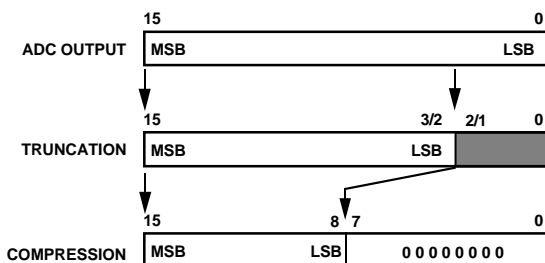 15 0
ADC OUTPUT MSB LSB
15 3/2 2/1 0
TRUNCATION MSB LSB
15 8 7 0
COMPRESSION MSB LSB 0 0 0 0 0 0 0 0